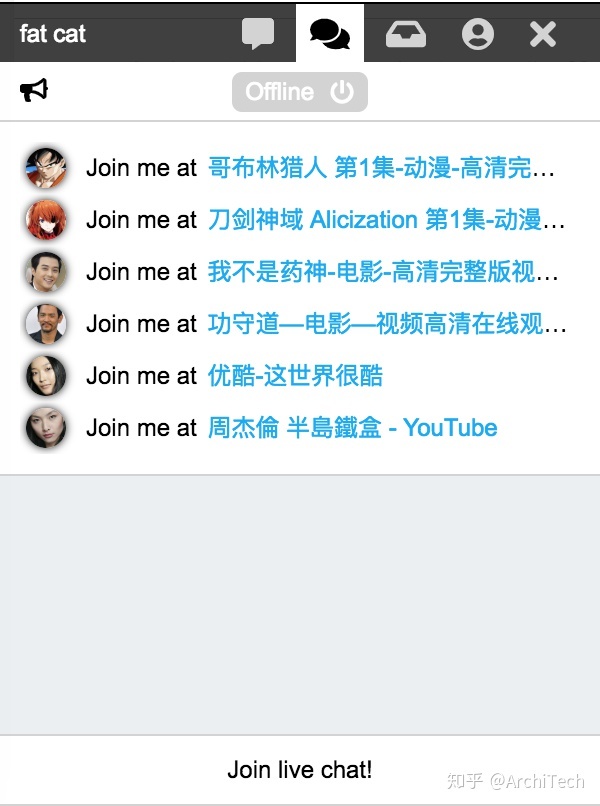 fat cat
Offline
Join me at 哥布林猎人 第1集-动漫-高清完...
Join me at 刀剑神域 Alicization 第1集-动漫...
Join me at 我不是药神-电影-高清完整版视...
Join me at 功守道—电影—视频高清在线观...
Join me at 优酷-这世界很酷
Join me at 周杰倫 半島鐵盒 - YouTube
Join live chat!
知乎 @ArchiTech